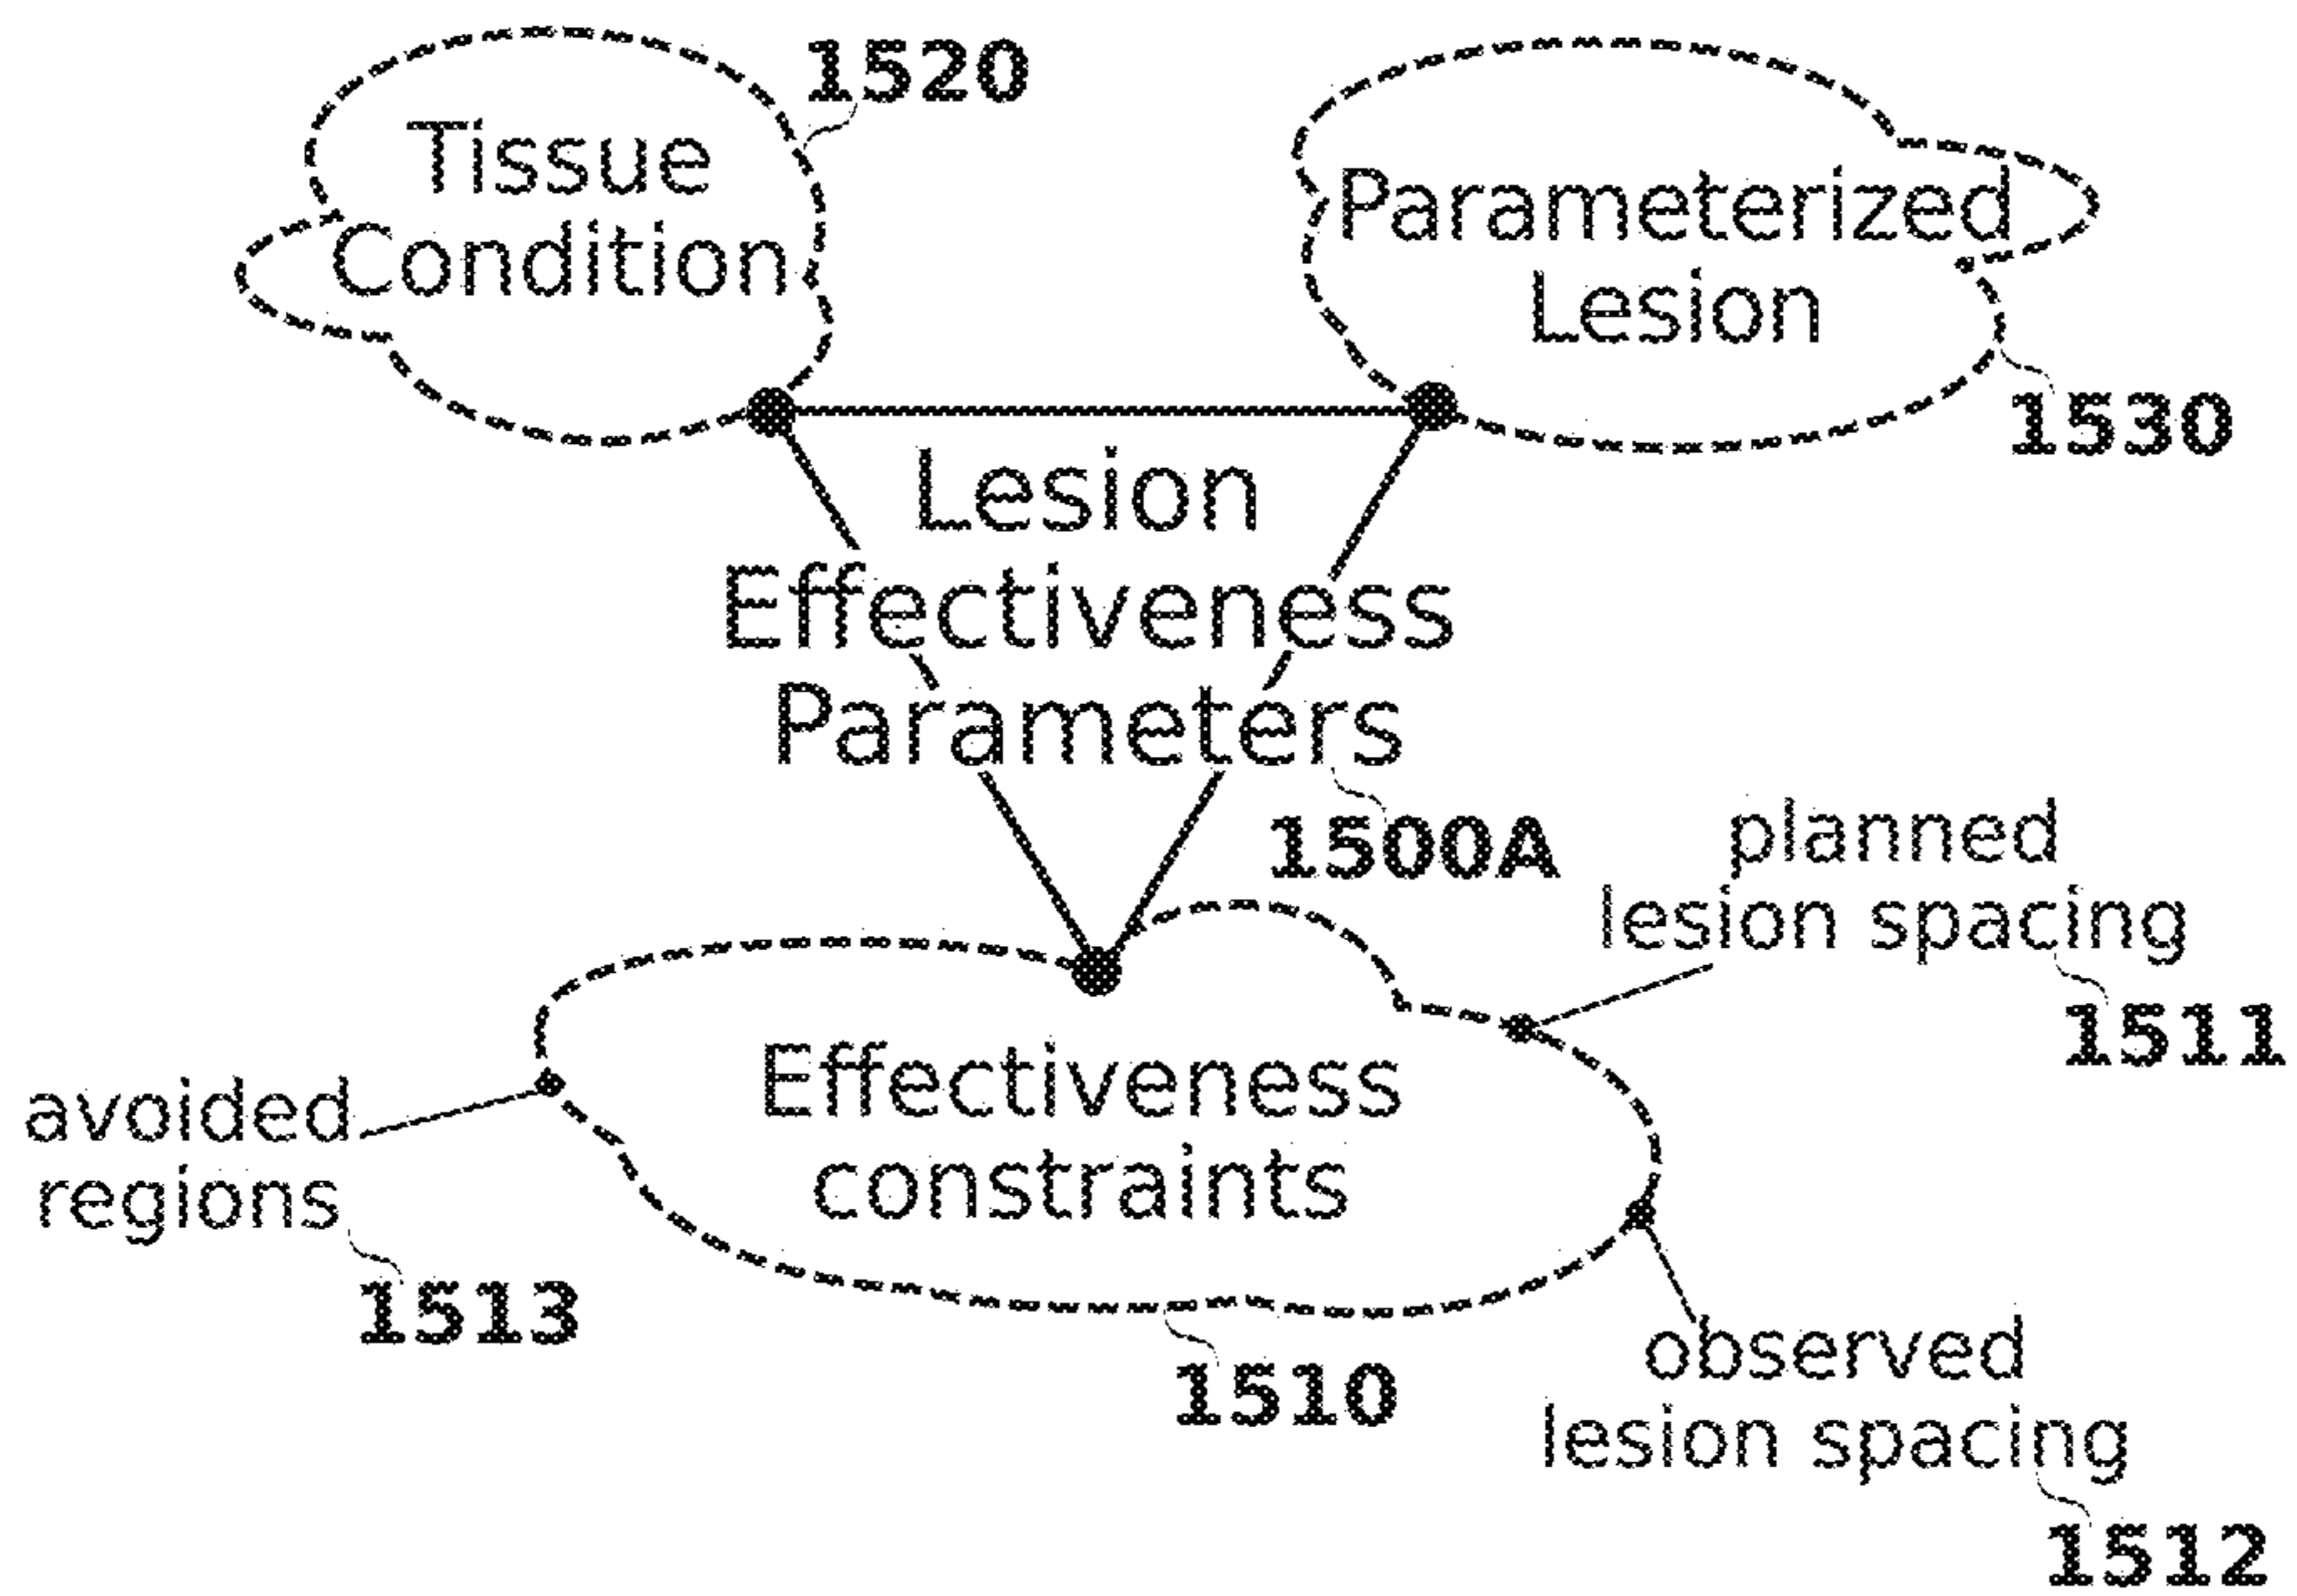 1520
Tissue
Condition
Parameterized
Lesion
1530
Lesion
Effectiveness
Parameters
1500A
planned
lesion spacing
1511
Effectiveness
constraints
avoided
regions
1513
1510
observed
lesion spacing
1512